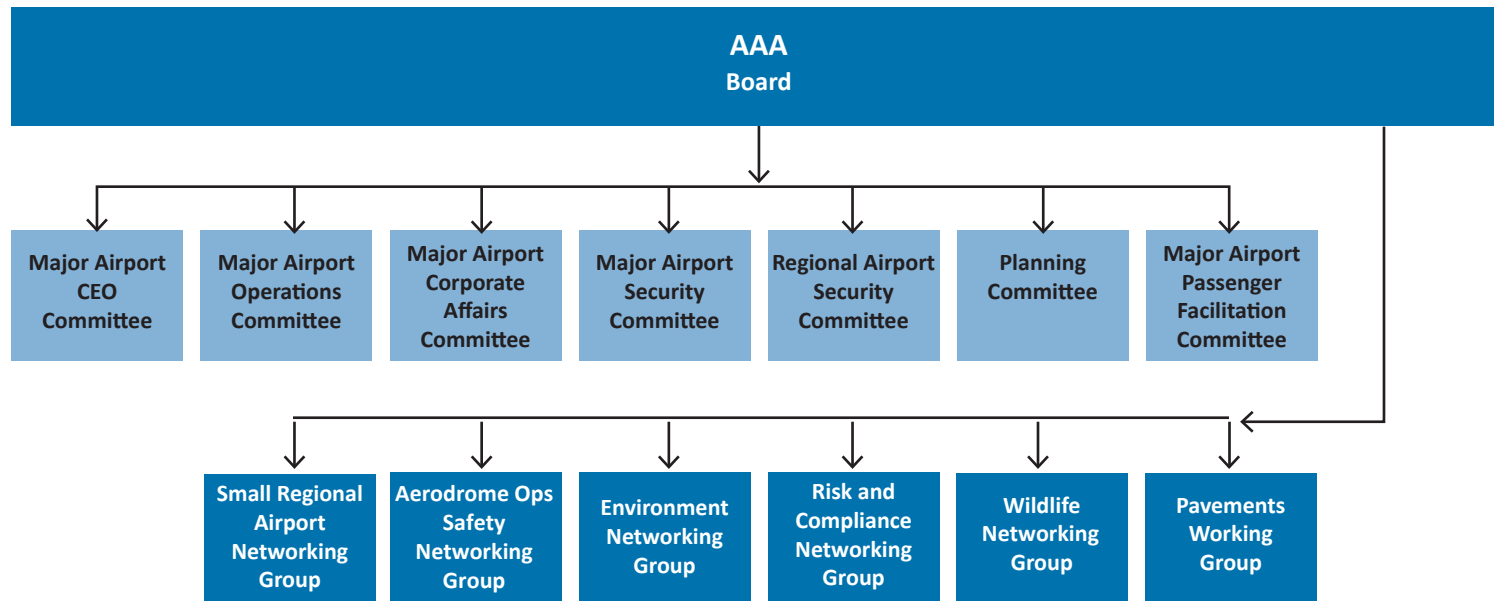 AAA
Board
Major Airport
CEO
Committee
Major Airport
Operations
Committee
Major Airport
Corporate
Affairs
Committee
Major Airport
Security
Committee
Regional Airport
Security
Committee
Planning
Committee
Major Airport
Passenger
Facilitation
Committee
Small Regional
Airport
Networking
Group
Aerodrome Ops
Safety
Networking
Group
Environment
Networking
Group
Risk and
Compliance
Networking
Group
Wildlife
Networking
Group
Pavements
Working
Group